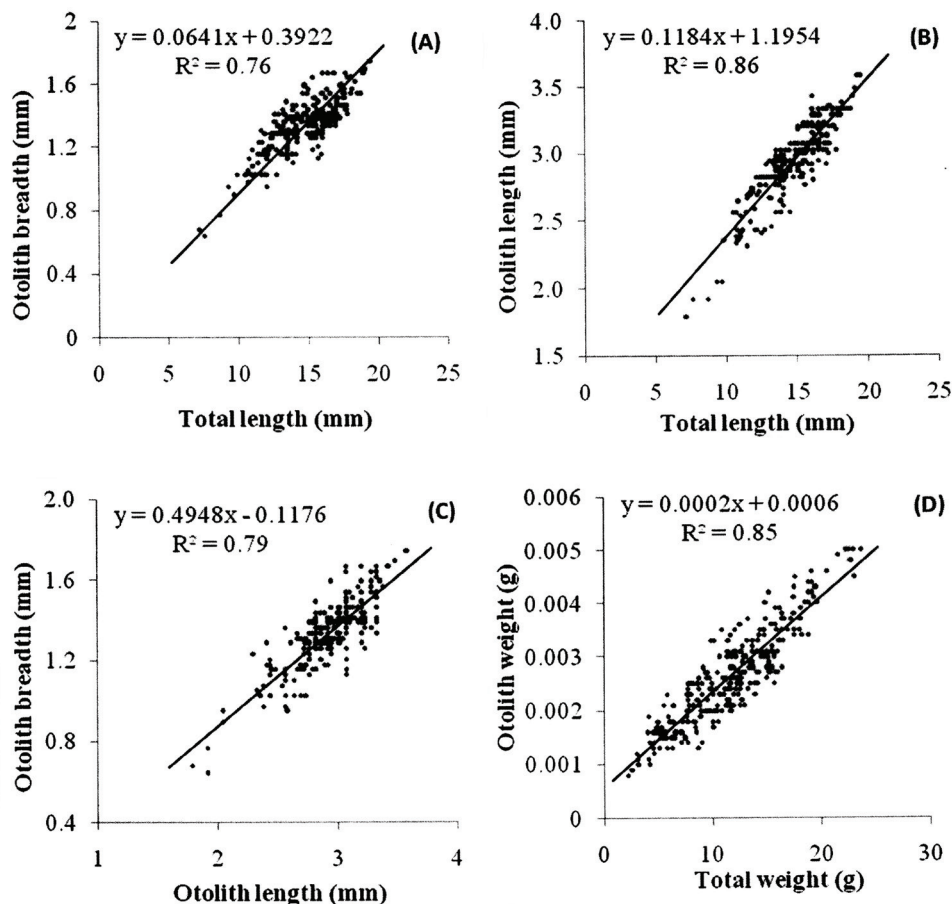 y = 0.0641x + 0.3922
R² = 0.76
(A)
Otolith breadth (mm)
2
1.6
1.2
0.8
0.4
0
0 5 10 15 20 25
Total length (mm)
y = 0.1184x + 1.1954
R² = 0.86
(B)
Otolith length (mm)
4.0
3.5
3.0
2.5
2.0
1.5
0 5 10 15 20 25
Total length (mm)
y = 0.4948x - 0.1176
R² = 0.79
(C)
Otolith breadth (mm)
2.0
1.6
1.2
0.8
0.4
1 2 3 4
Otolith length (mm)
y = 0.0002x + 0.0006
R² = 0.85
(D)
Otolith weight (g)
0.006
0.005
0.004
0.003
0.002
0.001
0
0 10 20 30
Total weight (g)